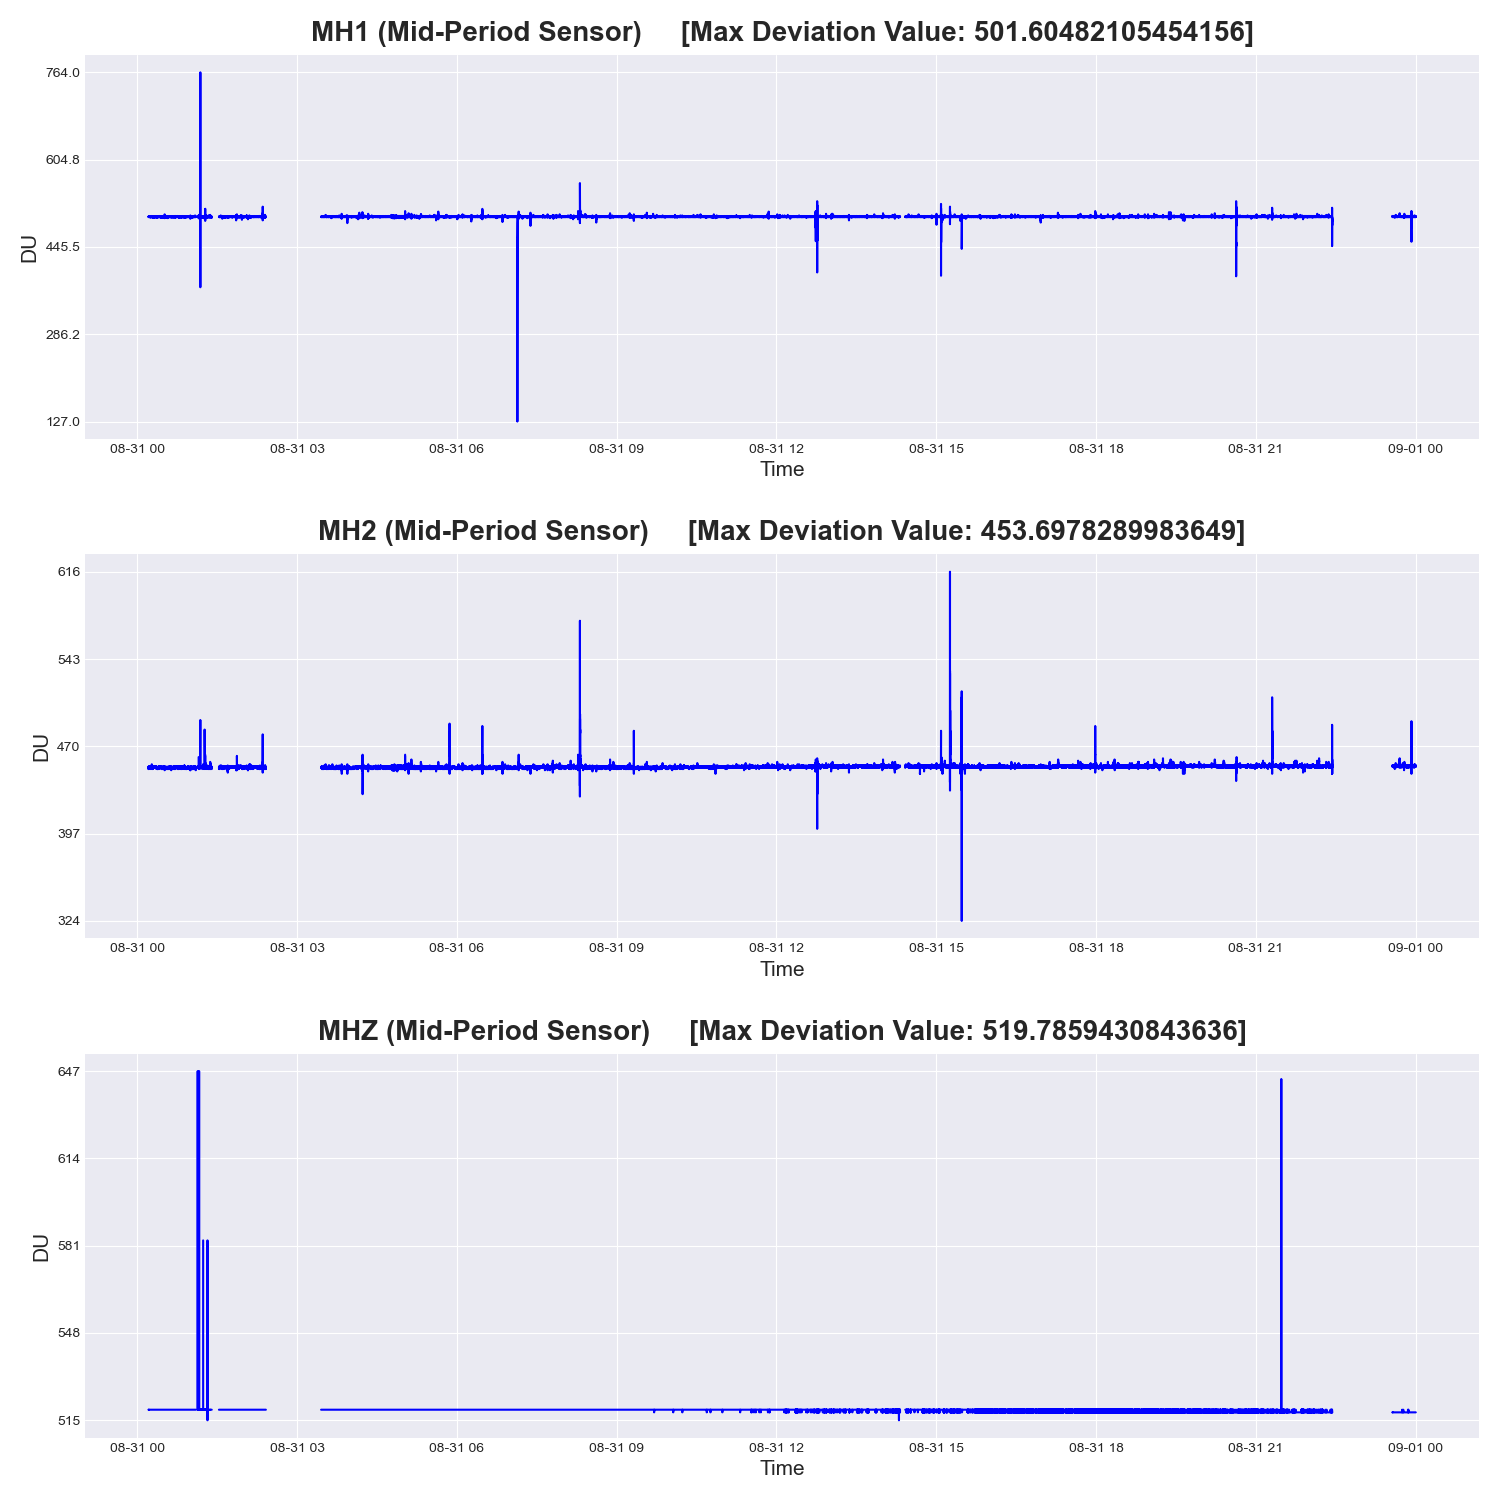 MH1 (Mid-Period Sensor) [Max Deviation Value: 501.60482105454156]
764.0
604.8
445.5
286.2
127.0
DU
08-31 00 08-31 03 08-31 06 08-31 09 08-31 12 08-31 15 08-31 18 08-31 21 09-01 00
Time
MH2 (Mid-Period Sensor) [Max Deviation Value: 453.6978289983649]
616
543
470
397
324
DU
08-31 00 08-31 03 08-31 06 08-31 09 08-31 12 08-31 15 08-31 18 08-31 21 09-01 00
Time
MHZ (Mid-Period Sensor) [Max Deviation Value: 519.7859430843636]
647
614
581
548
515
DU
08-31 00 08-31 03 08-31 06 08-31 09 08-31 12 08-31 15 08-31 18 08-31 21 09-01 00
Time